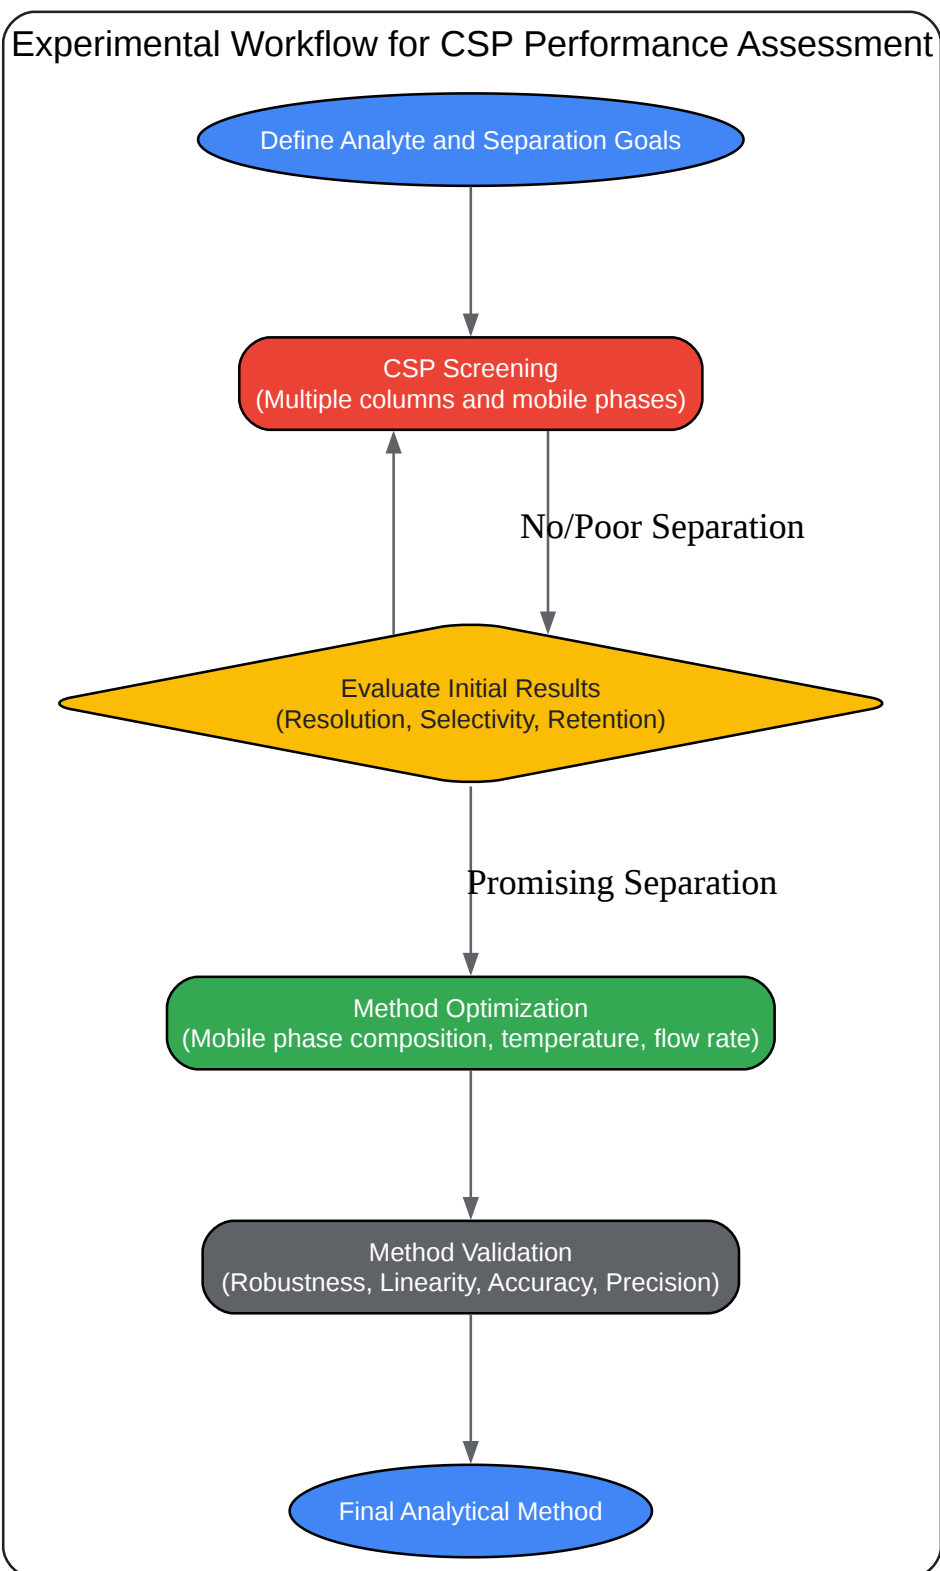 Experimental Workflow for CSP Performance Assessment
Define Analyte and Separation Goals
CSP Screening
(Multiple columns and mobile phases)
No/Poor Separation
Evaluate Initial Results
(Resolution, Selectivity, Retention)
Promising Separation
Method Optimization
(Mobile phase composition, temperature, flow rate)
Method Validation
(Robustness, Linearity, Accuracy, Precision)
Final Analytical Method